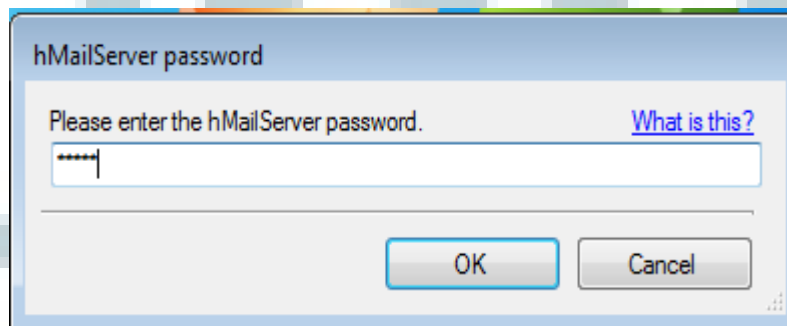 hMailServer password
Please enter the hMailServer password. What is this?
*****
OK Cancel